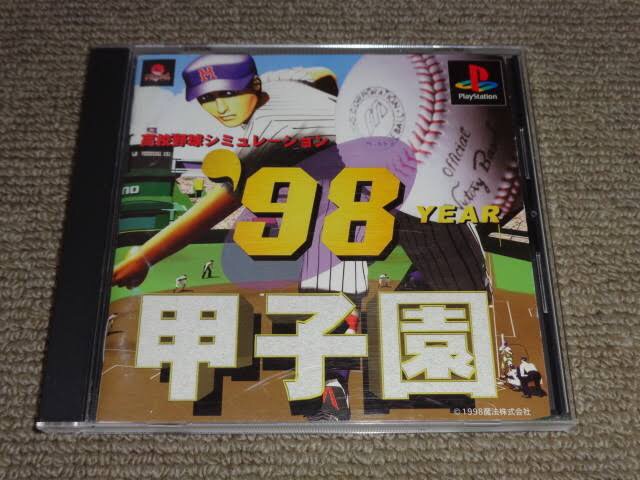 M
PlayStation
高校野球シミュレーション
CORPORATION
Official
'98
YEAR
甲子園
©1998魔法株式会社